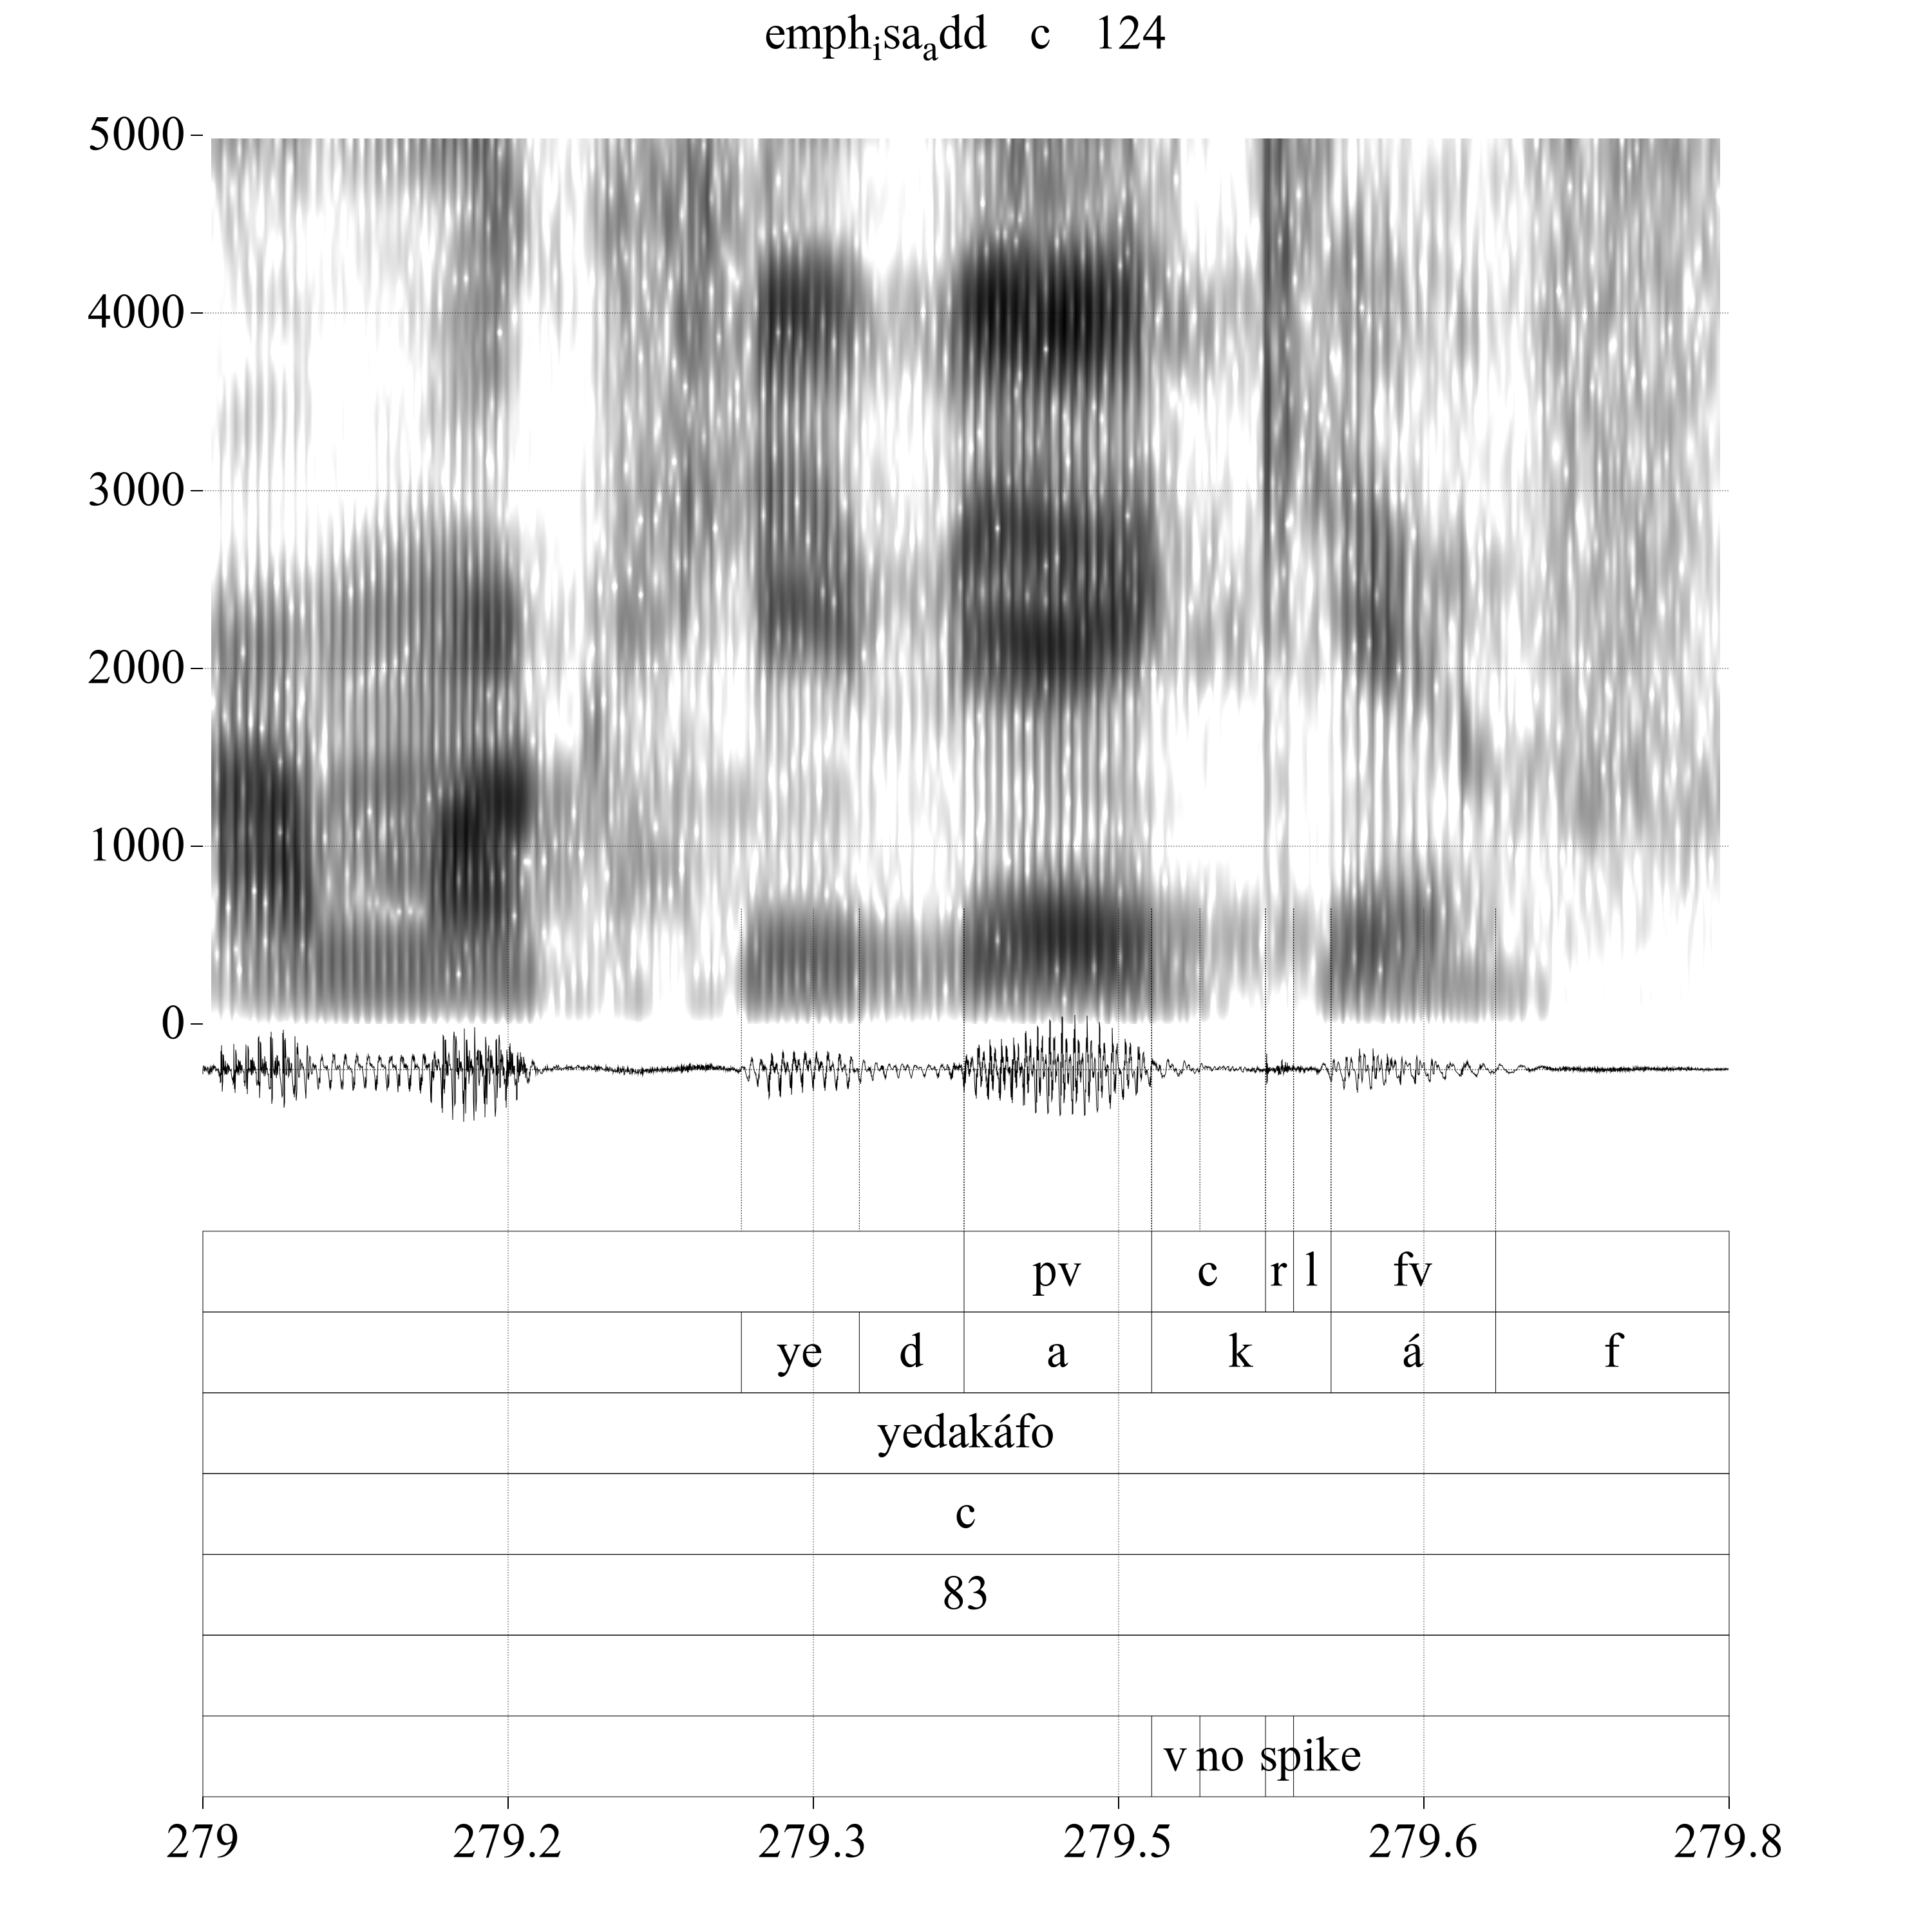 emphisaadd c 124
5000
4000
3000
2000
1000
0
pv c r l fv
ye d a k á f
yedakáfo
c
83
v no spike
279 279.2 279.3 279.5 279.6 279.8